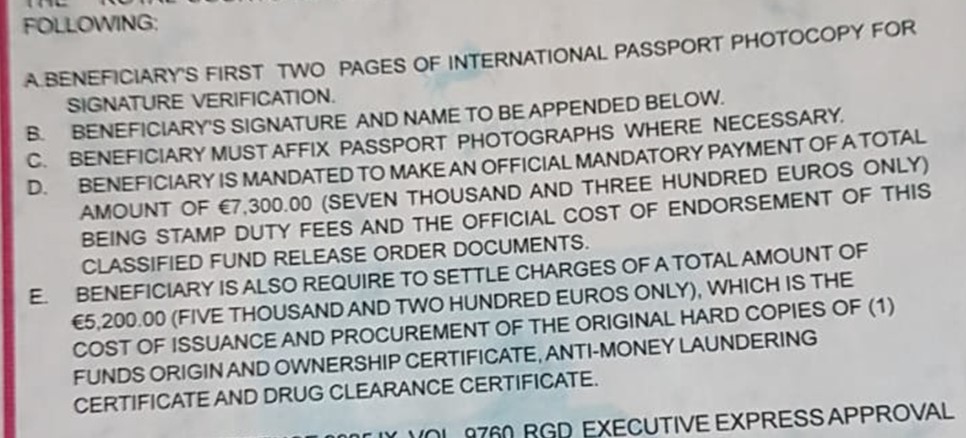 FOLLOWING:
A.BENEFICIARY'S FIRST TWO PAGES OF INTERNATIONAL PASSPORT PHOTOCOPY FOR
SIGNATURE VERIFICATION.
B. BENEFICIARY'S SIGNATURE AND NAME TO BE APPENDED BELOW.
C. BENEFICIARY MUST AFFIX PASSPORT PHOTOGRAPHS WHERE NECESSARY.
D. BENEFICIARY IS MANDATED TO MAKE AN OFFICIAL MANDATORY PAYMENT OF A TOTAL
AMOUNT OF €7,300.00 (SEVEN THOUSAND AND THREE HUNDRED EUROS ONLY)
BEING STAMP DUTY FEES AND THE OFFICIAL COST OF ENDORSEMENT OF THIS
CLASSIFIED FUND RELEASE ORDER DOCUMENTS.
E. BENEFICIARY IS ALSO REQUIRE TO SETTLE CHARGES OF A TOTAL AMOUNT OF
€5,200.00 (FIVE THOUSAND AND TWO HUNDRED EUROS ONLY), WHICH IS THE
COST OF ISSUANCE AND PROCUREMENT OF THE ORIGINAL HARD COPIES OF (1)
FUNDS ORIGIN AND OWNERSHIP CERTIFICATE, ANTI-MONEY LAUNDERING
CERTIFICATE AND DRUG CLEARANCE CERTIFICATE.
VOL 9760 RGD EXECUTIVE EXPRESS APPROVAL